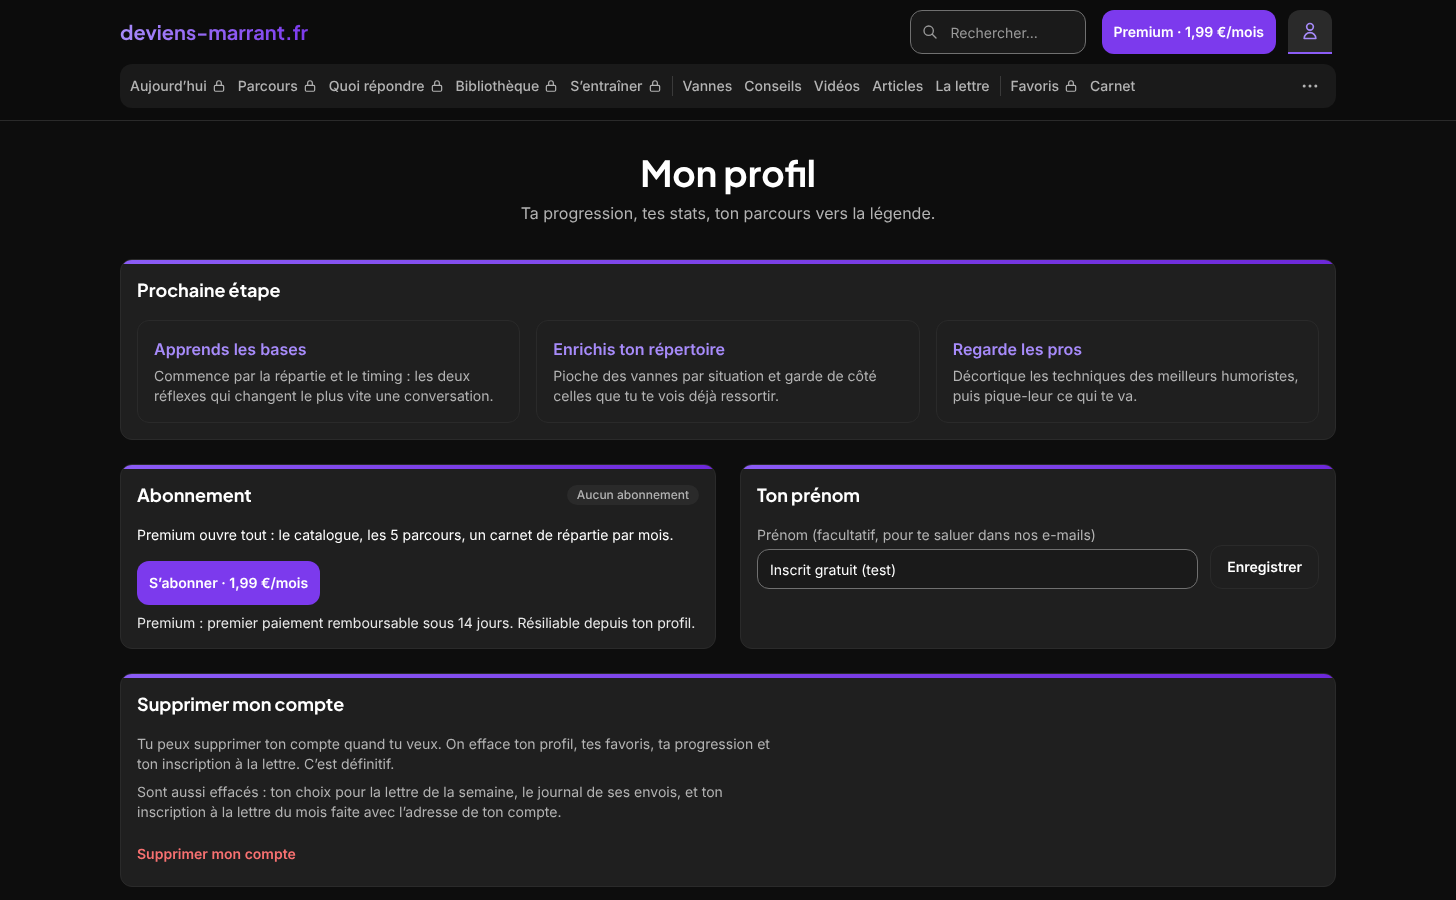 deviens-marrant.fr
Rechercher...
Premium · 1,99 €/mois
Aujourd’hui Parcours Quoi répondre Bibliothèque S’entraîner Vannes Conseils Vidéos Articles La lettre Favoris Carnet
Mon profil
Ta progression, tes stats, ton parcours vers la légende.
Prochaine étape
Apprends les bases
Commence par la répartie et le timing : les deux
réflexes qui changent le plus vite une conversation.
Enrichis ton répertoire
Pioche des vannes par situation et garde de côté
celles que tu te vois déjà ressortir.
Regarde les pros
Décortique les techniques des meilleurs humoristes,
puis pique-leur ce qui te va.
Abonnement
Aucun abonnement
Premium ouvre tout : le catalogue, les 5 parcours, un carnet de répartie par mois.
S’abonner · 1,99 €/mois
Premium : premier paiement remboursable sous 14 jours. Résiliable depuis ton profil.
Ton prénom
Prénom (facultatif, pour te saluer dans nos e-mails)
Inscrit gratuit (test)
Enregistrer
Supprimer mon compte
Tu peux supprimer ton compte quand tu veux. On efface ton profil, tes favoris, ta progression et
ton inscription à la lettre. C’est définitif.
Sont aussi effacés : ton choix pour la lettre de la semaine, le journal de ses envois, et ton
inscription à la lettre du mois faite avec l’adresse de ton compte.
Supprimer mon compte